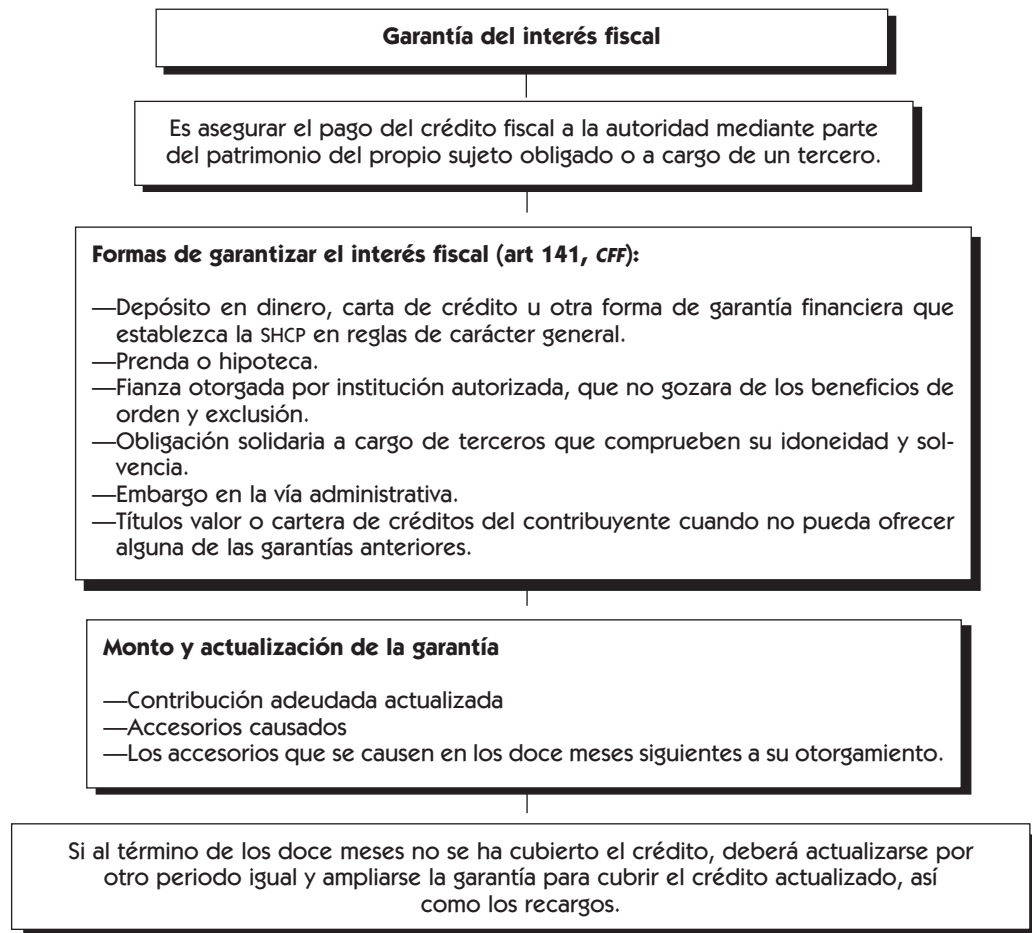 Garantía del interés fiscal
Es asegurar el pago del crédito fiscal a la autoridad mediante parte
del patrimonio del propio sujeto obligado o a cargo de un tercero.
Formas de garantizar el interés fiscal (art 141, CFF):
—Depósito en dinero, carta de crédito u otra forma de garantía financiera que
establezca la SHCP en reglas de carácter general.
—Prenda o hipoteca.
—Fianza otorgada por institución autorizada, que no gozara de los beneficios de
orden y exclusión.
—Obligación solidaria a cargo de terceros que comprueben su idoneidad y sol-
vencia.
—Embargo en la vía administrativa.
—Títulos valor o cartera de créditos del contribuyente cuando no pueda ofrecer
alguna de las garantías anteriores.
Monto y actualización de la garantía
—Contribución adeudada actualizada
—Accesorios causados
—Los accesorios que se causen en los doce meses siguientes a su otorgamiento.
Si al término de los doce meses no se ha cubierto el crédito, deberá actualizarse por
otro periodo igual y ampliarse la garantía para cubrir el crédito actualizado, así
como los recargos.